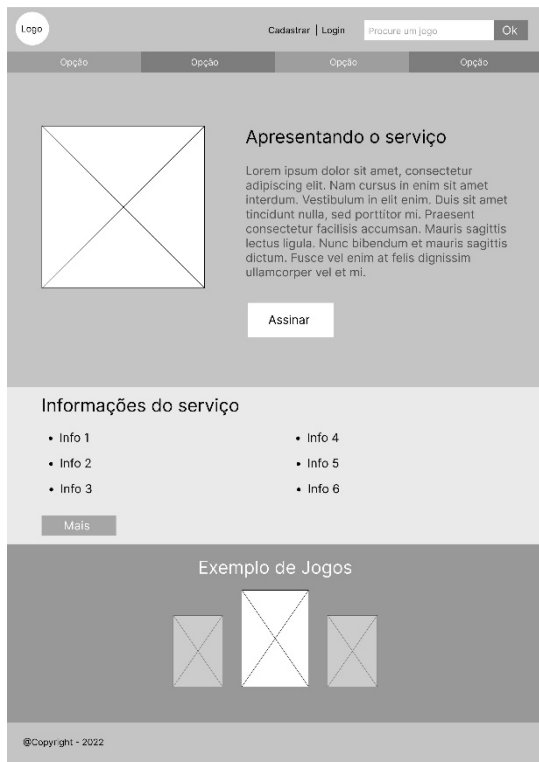 Logo
Cadastrar | Login
Procure um jogo
Ok
Opção
Opção
Opção
Opção
Apresentando o serviço
Lorem ipsum dolor sit amet, consectetur
adipiscing elit. Nam cursus in enim sit amet
interdum. Vestibulum in elit enim. Duis sit amet
tincidunt nulla, sed porttitor mi. Praesent
consectetur facilisis accumsan. Mauris sagittis
lectus ligula. Nunc bibendum et mauris sagittis
dictum. Fusce vel enim at felis dignissim
ullamcorper vel et mi.
Assinar
Informações do serviço
• Info 1
• Info 2
• Info 3
• Info 4
• Info 5
• Info 6
Mais
Exemplo de Jogos
@Copyright - 2022